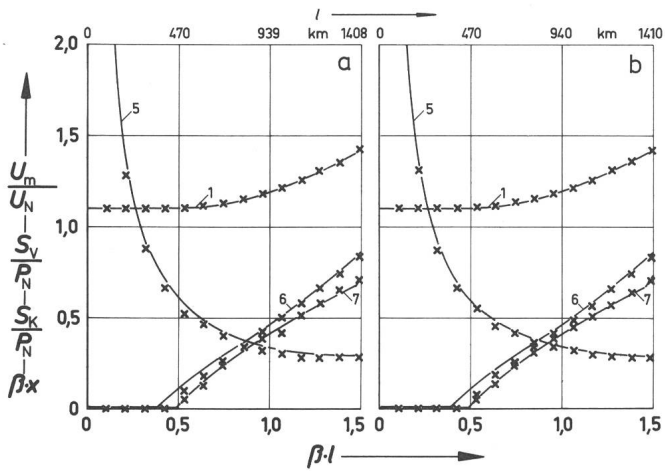 l
0 470 939 km 1408 0 470 940 km 1410
2,0 a b
5 5
1,5
U_m/U_N
1 1
1,0
S_V/P_N
6 7 6 7
0,5
S_K/P_N
β·x
0
0 0,5 1,0 1,5 0 0,5 1,0 1,5
β·l